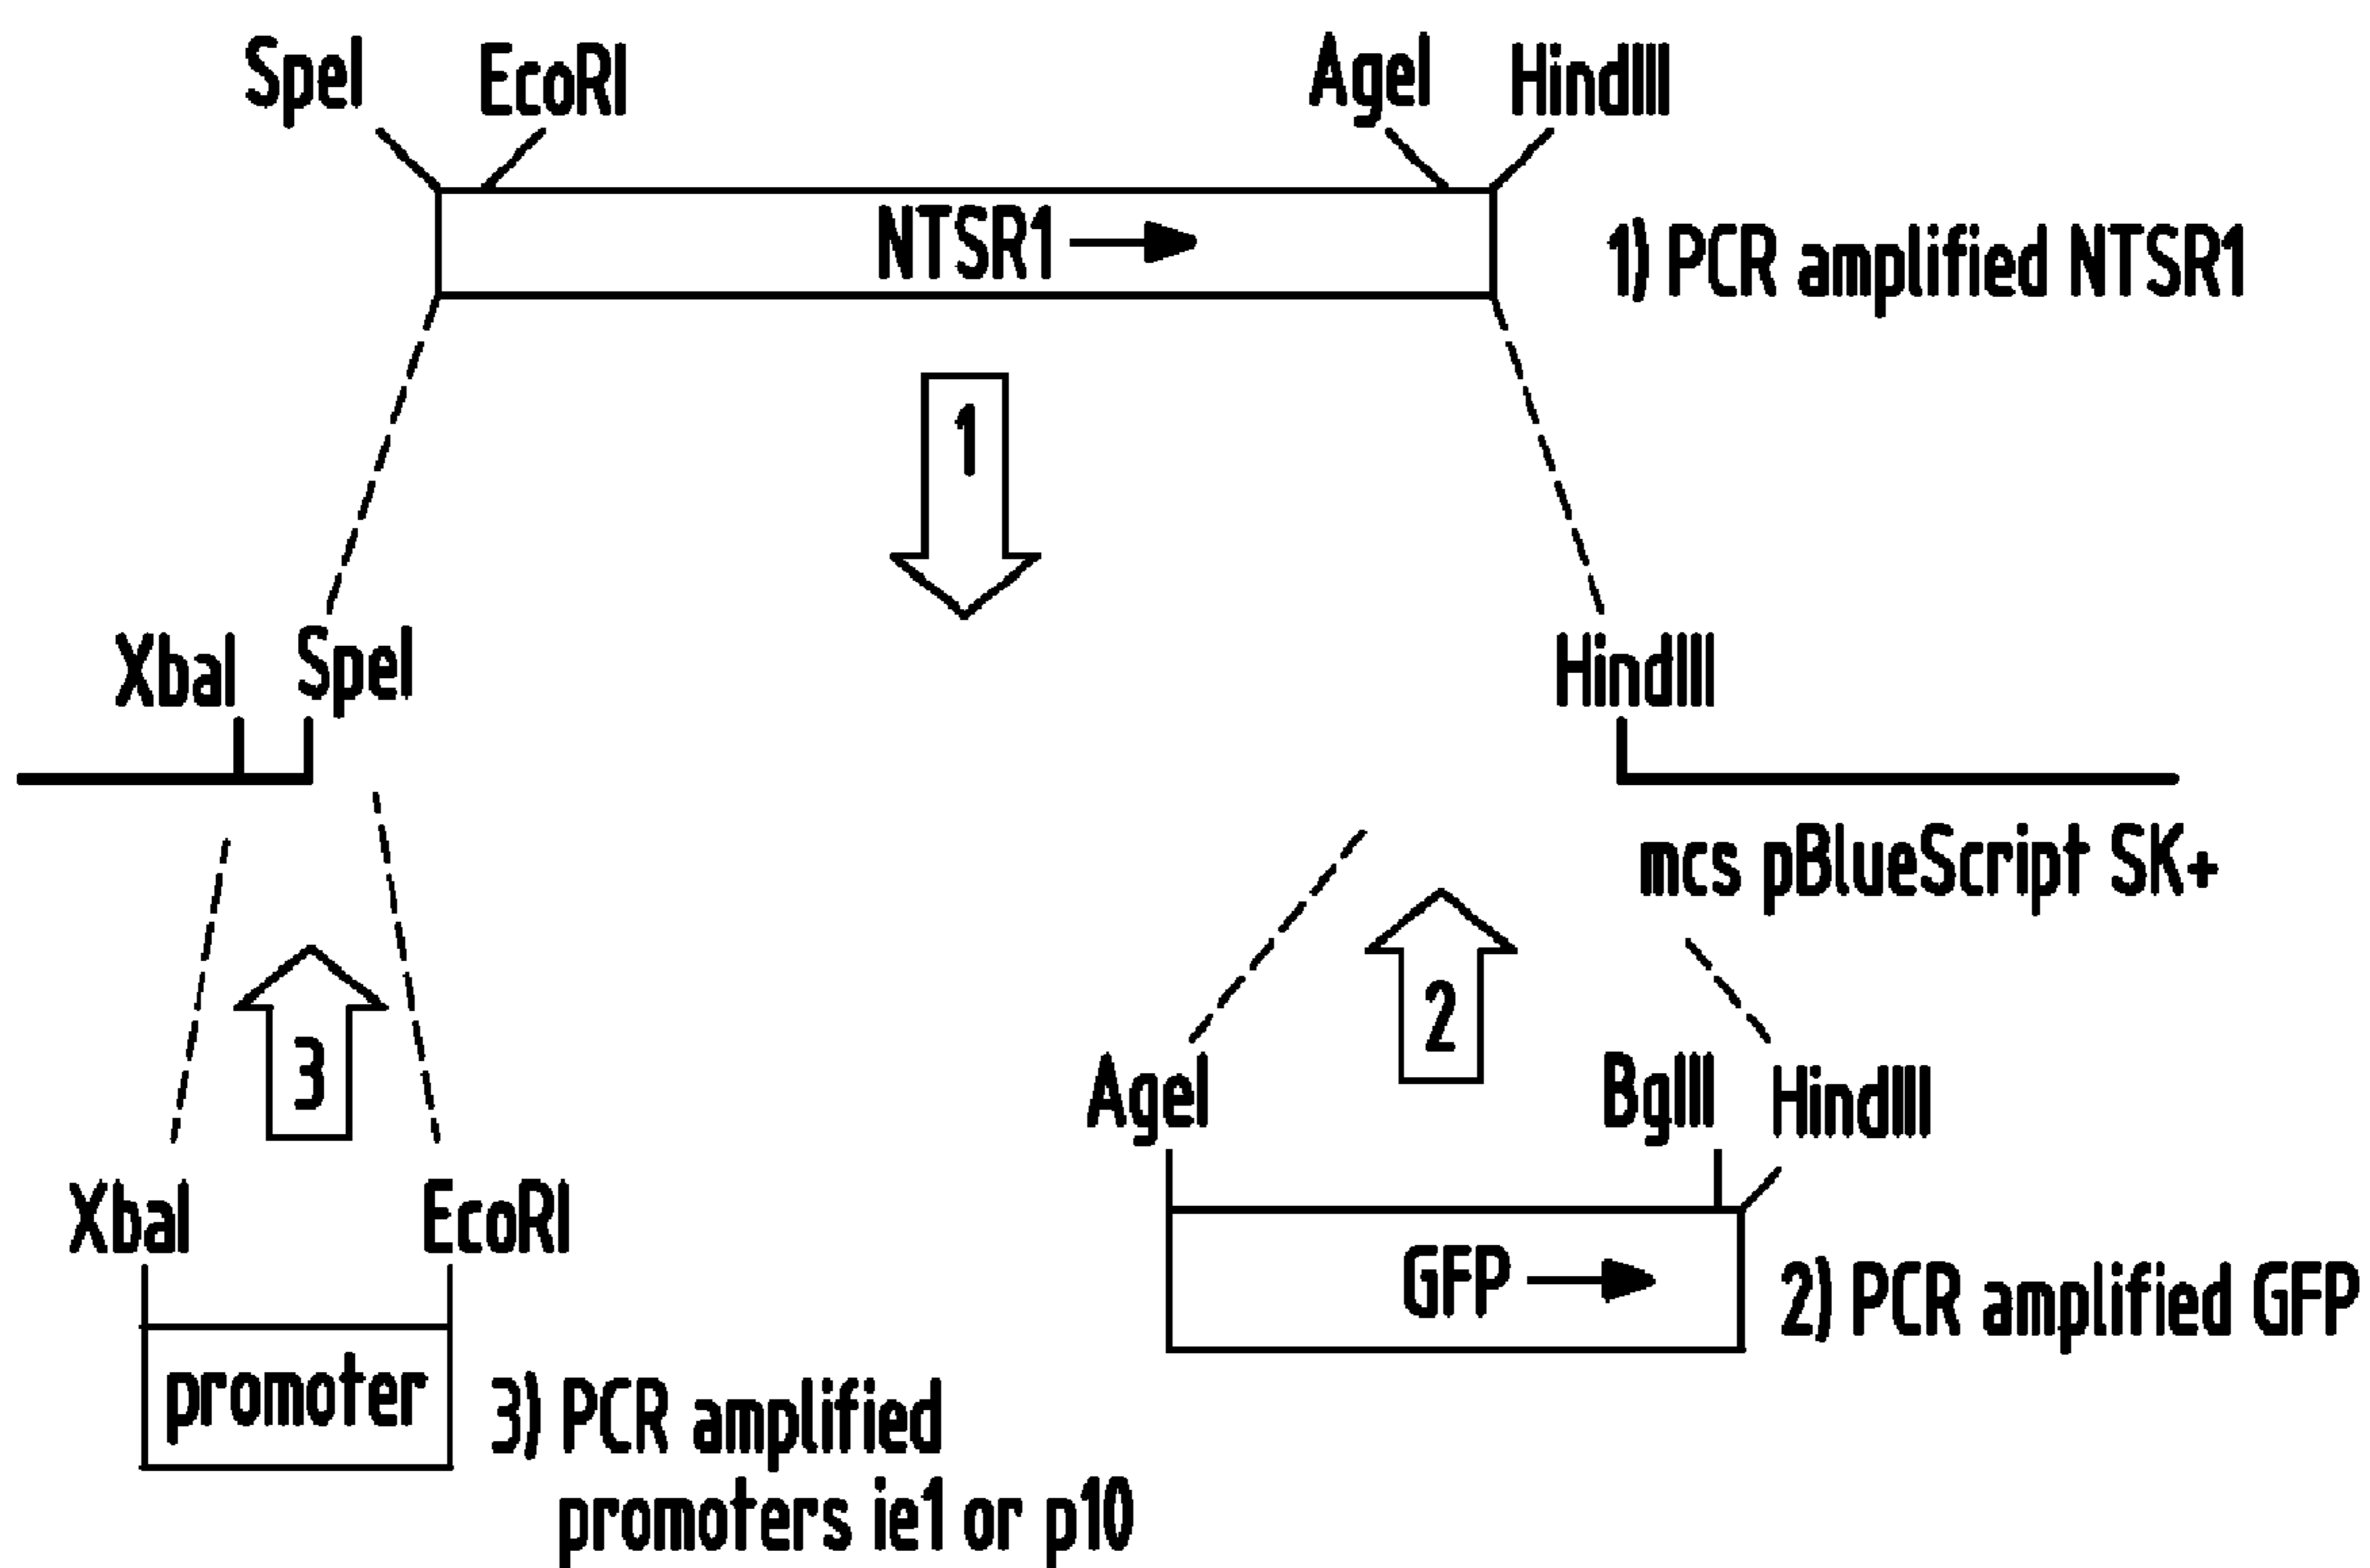 SpeI EcoRI AgeI HindIII
NTSR1
1) PCR amplified NTSR1
1
XbaI SpeI HindIII
mcs pBlueScript SK+
2
3
AgeI BglII HindIII
XbaI EcoRI
GFP
2) PCR amplified GFP
promoter
3) PCR amplified
promoters ie1 or p10